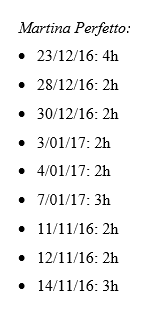 Martina Perfetto:
• 23/12/16: 4h
• 28/12/16: 2h
• 30/12/16: 2h
• 3/01/17: 2h
• 4/01/17: 2h
• 7/01/17: 3h
• 11/11/16: 2h
• 12/11/16: 2h
• 14/11/16: 3h